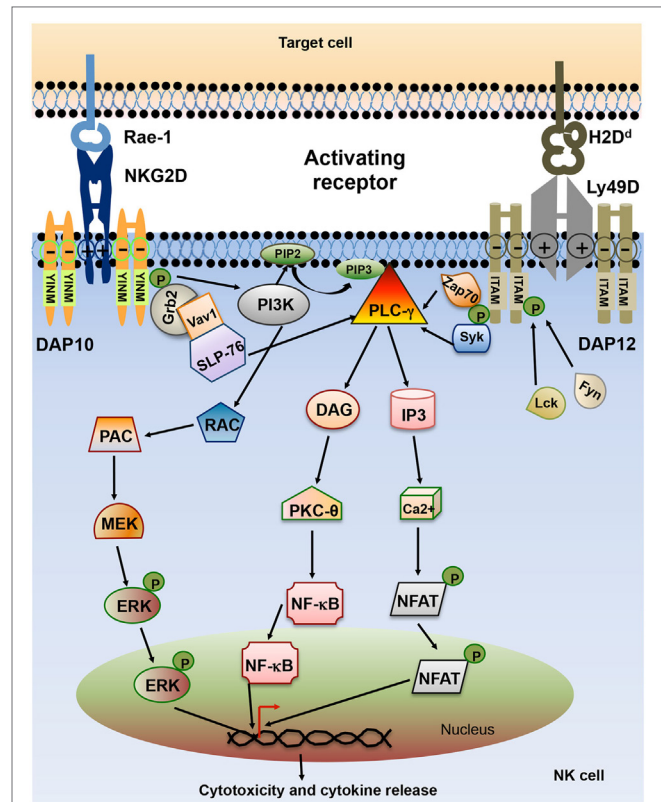 Target cell
Rae-1
H2Dᵈ
NKG2D
Activating
receptor
Ly49D
YINM
YINM
YINM
YINM
- - + + - -
- - + + - -
PIP2
PIP3
P
Grb2
Vav1
SLP-76
PI3K
PLC-γ
Zap70
P
Syk
ITAM
ITAM
P
ITAM
ITAM
DAP10
DAP12
Lck
Fyn
PAC
RAC
DAG
IP3
MEK
PKC-θ
Ca2+
P
ERK
NF-κB
P
NFAT
P
ERK
NF-κB
P
NFAT
Nucleus
Cytotoxicity and cytokine release
NK cell